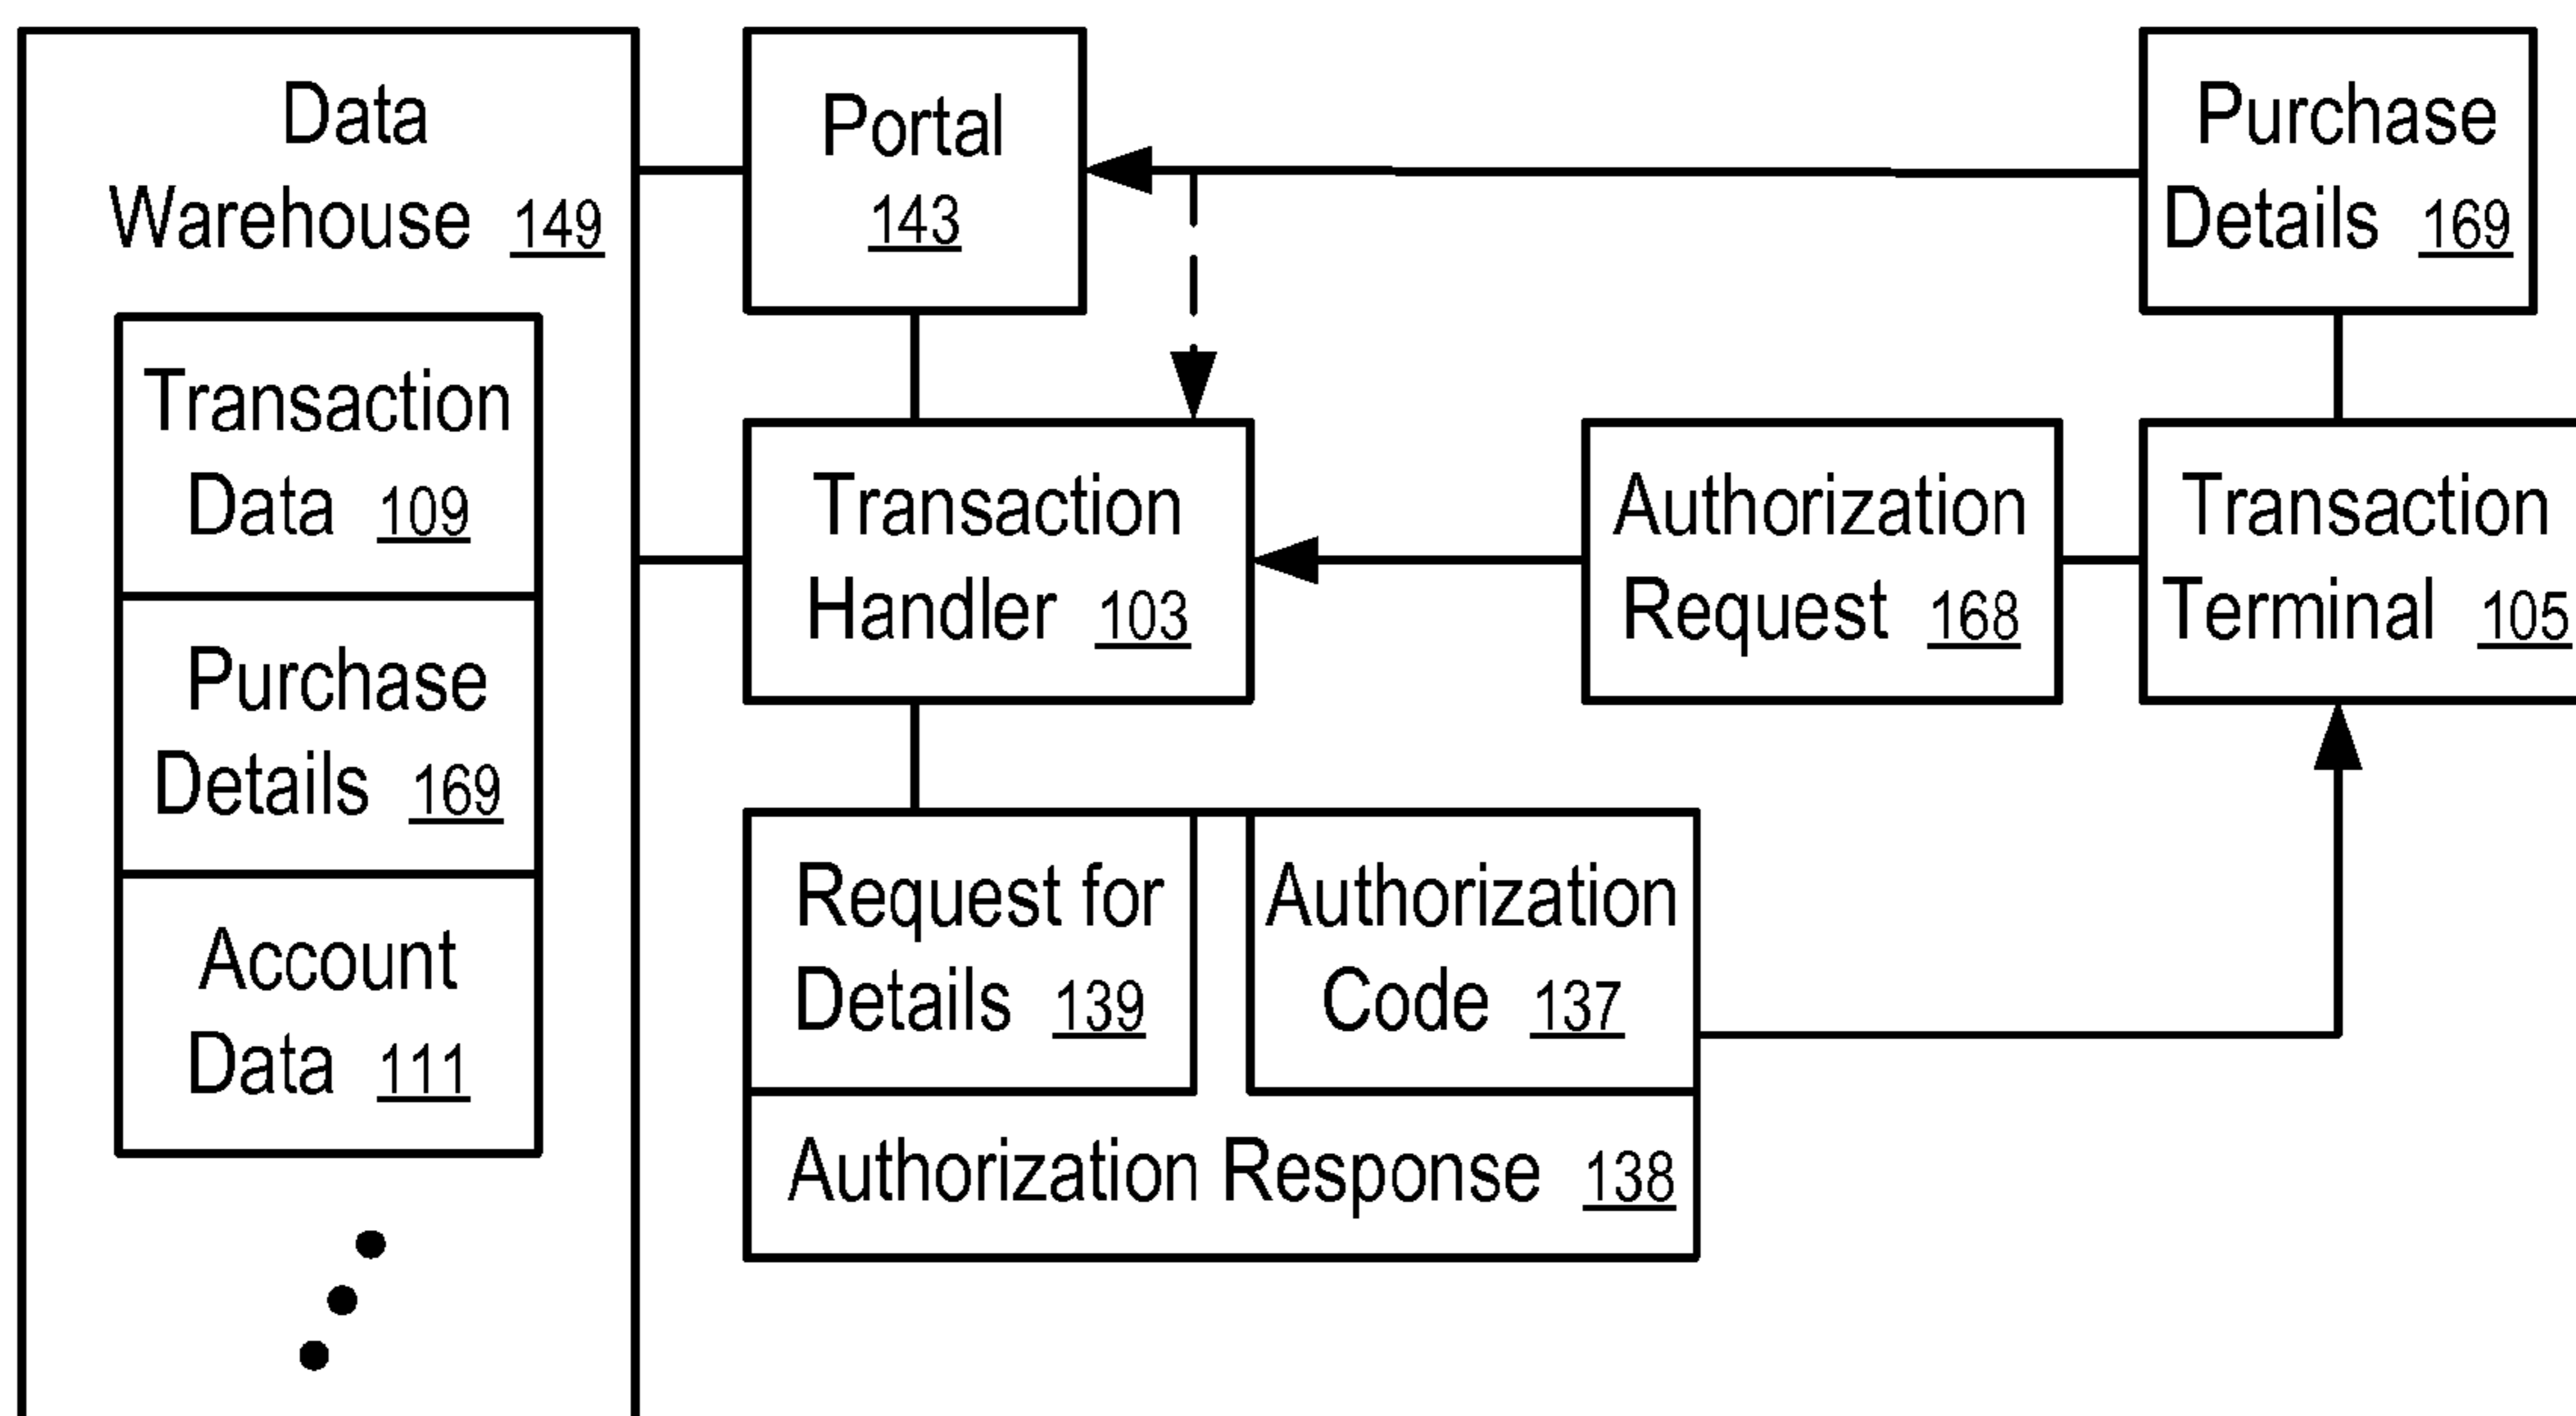 Data
Warehouse 149
Transaction
Data 109
Purchase
Details 169
Account
Data 111
Portal
143
Purchase
Details 169
Transaction
Handler 103
Authorization
Request 168
Transaction
Terminal 105
Request for
Details 139
Authorization
Code 137
Authorization Response 138